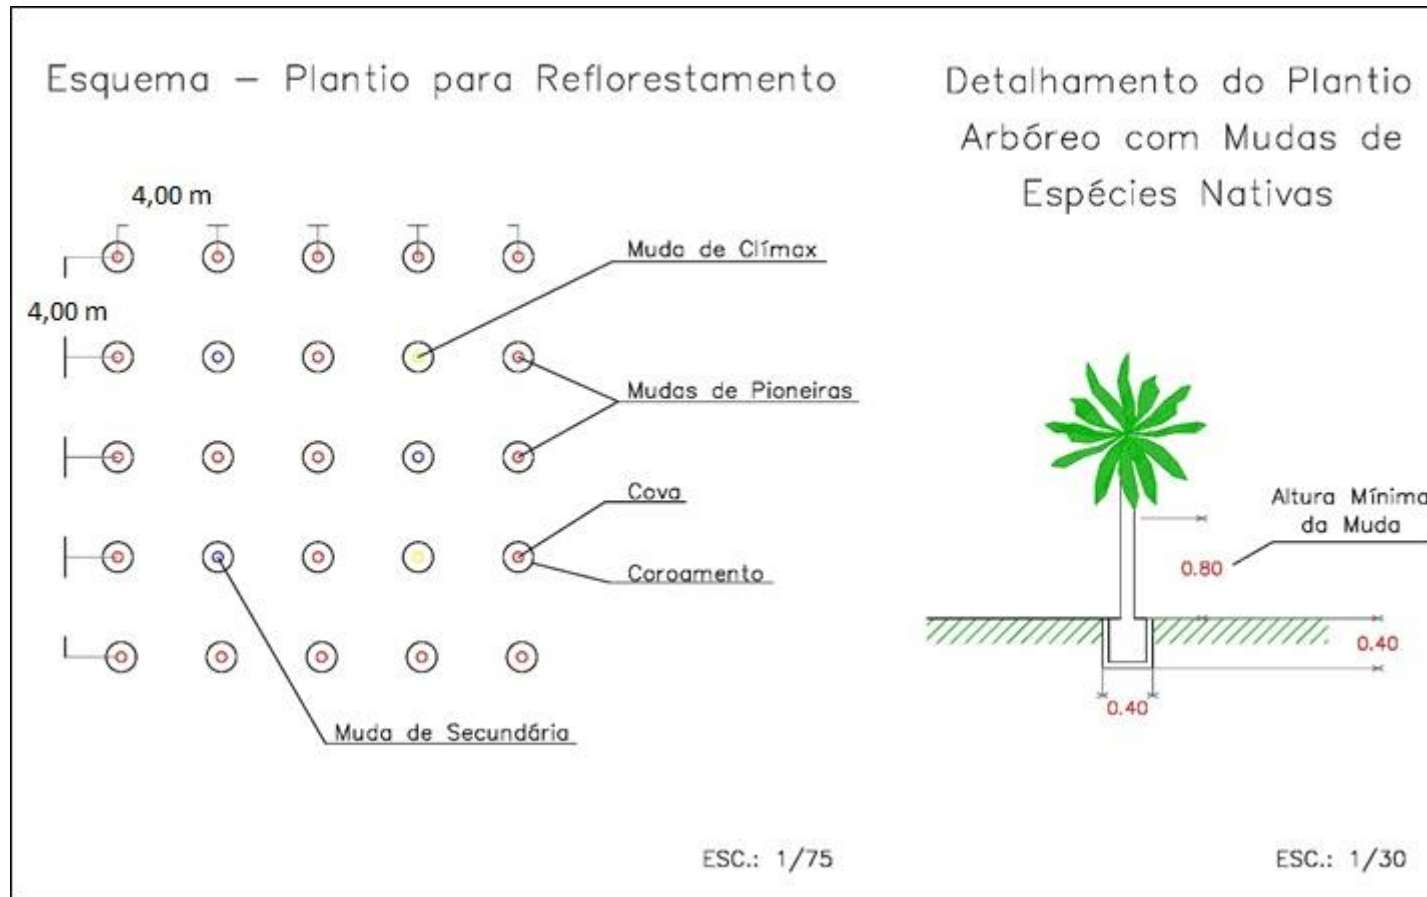 Esquema – Plantio para Reflorestamento
4,00 m
4,00 m
Muda de Clímax
Mudas de Pioneiras
Cova
Coroamento
Muda de Secundária
ESC.: 1/75
Detalhamento do Plantio
Arbóreo com Mudas de
Espécies Nativas
Altura Mínima
da Muda
0.80
0.40
0.40
ESC.: 1/30